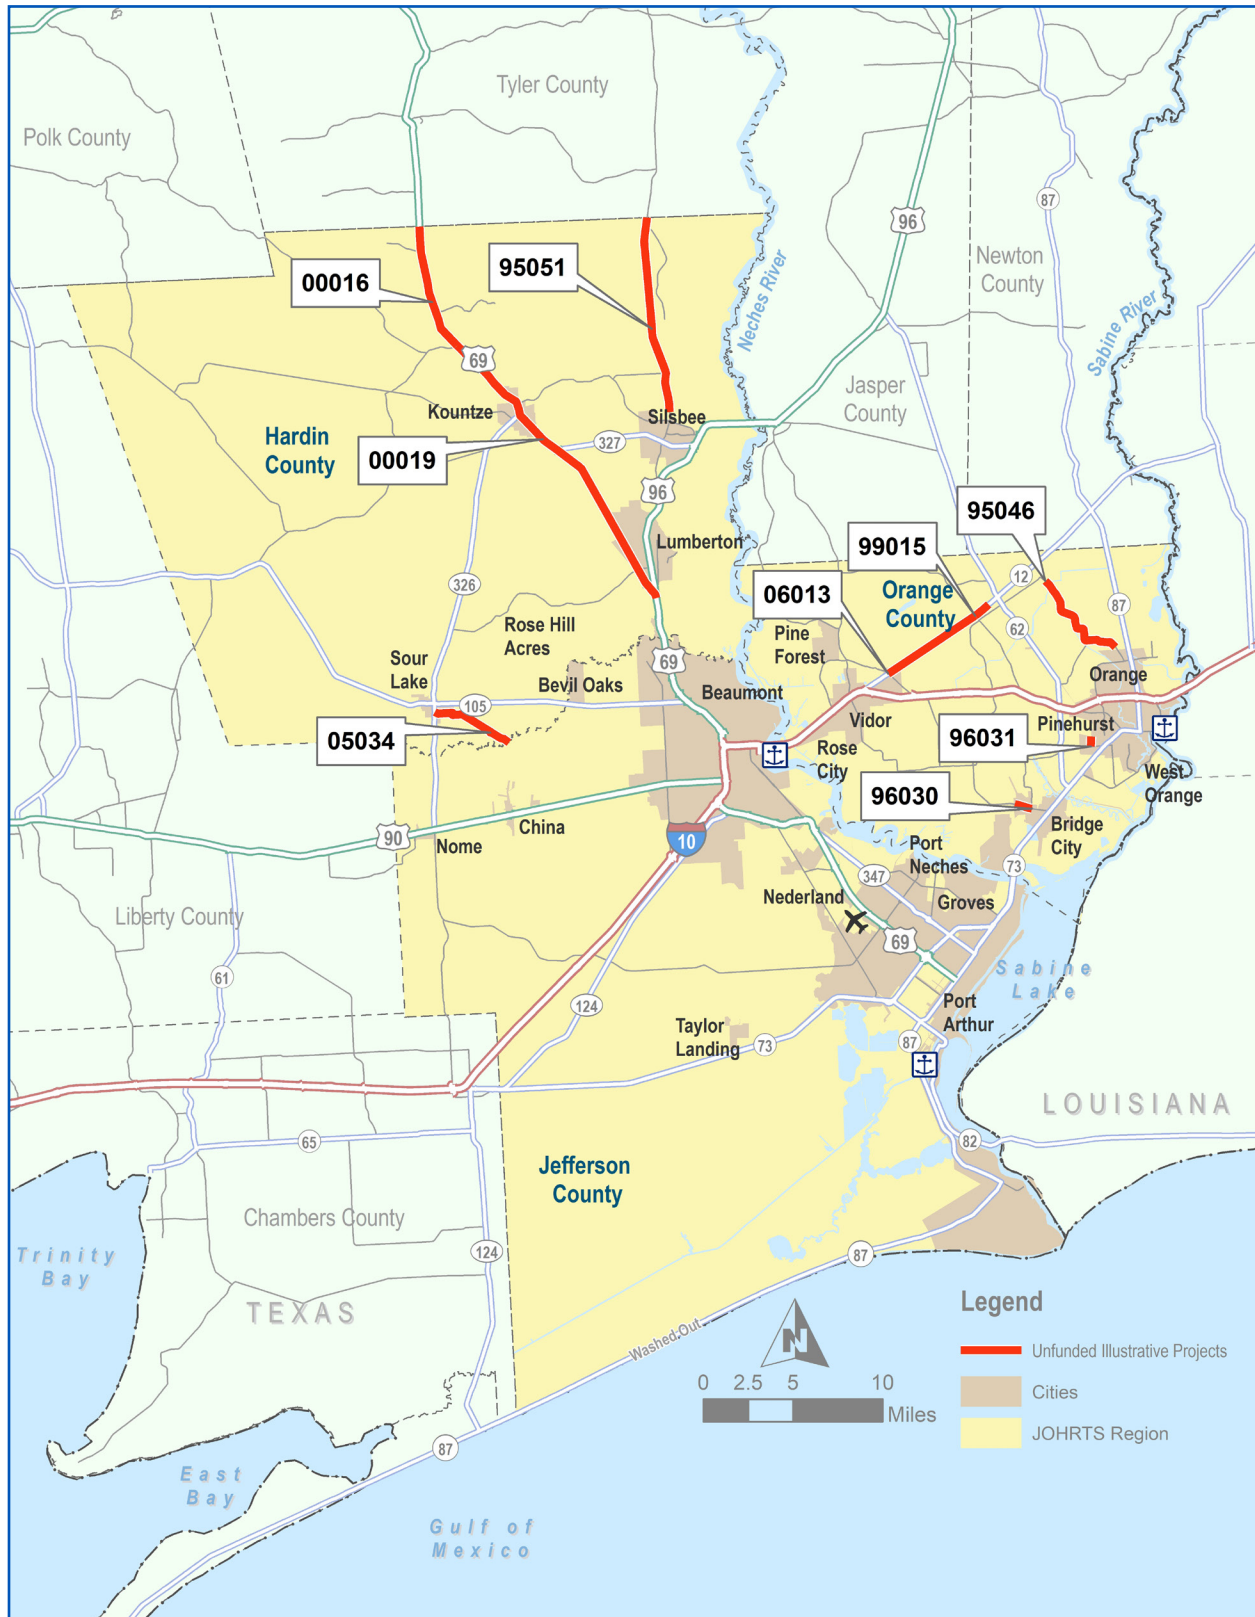 Tyler County
Polk County
87
96
Newton
County
Neches River
Sabine River
95051
00016
69
Jasper
County
Kountze
Silsbee
Hardin
County
327
00019
96
95046
Lumberton
99015
12
326
06013
Orange
County
87
Rose Hill
Acres
Pine
Forest
62
Sour
Lake
69
Orange
Bevil Oaks
Beaumont
105
Vidor
Pinehurst
05034
Rose
City
96031
West
Orange
96030
China
Bridge
City
90
Nome
10
Port
Neches
73
347
Nederland
Groves
Liberty County
69
61
Sabine
Lake
124
Port
Arthur
Taylor
Landing
73
87
LOUISIANA
65
82
Jefferson
County
Chambers County
Trinity
Bay
124
87
TEXAS
Legend
Washed Out
N
Unfunded Illustrative Projects
0 2.5 5 10
Miles
Cities
JOHRTS Region
87
East
Bay
Gulf of
Mexico